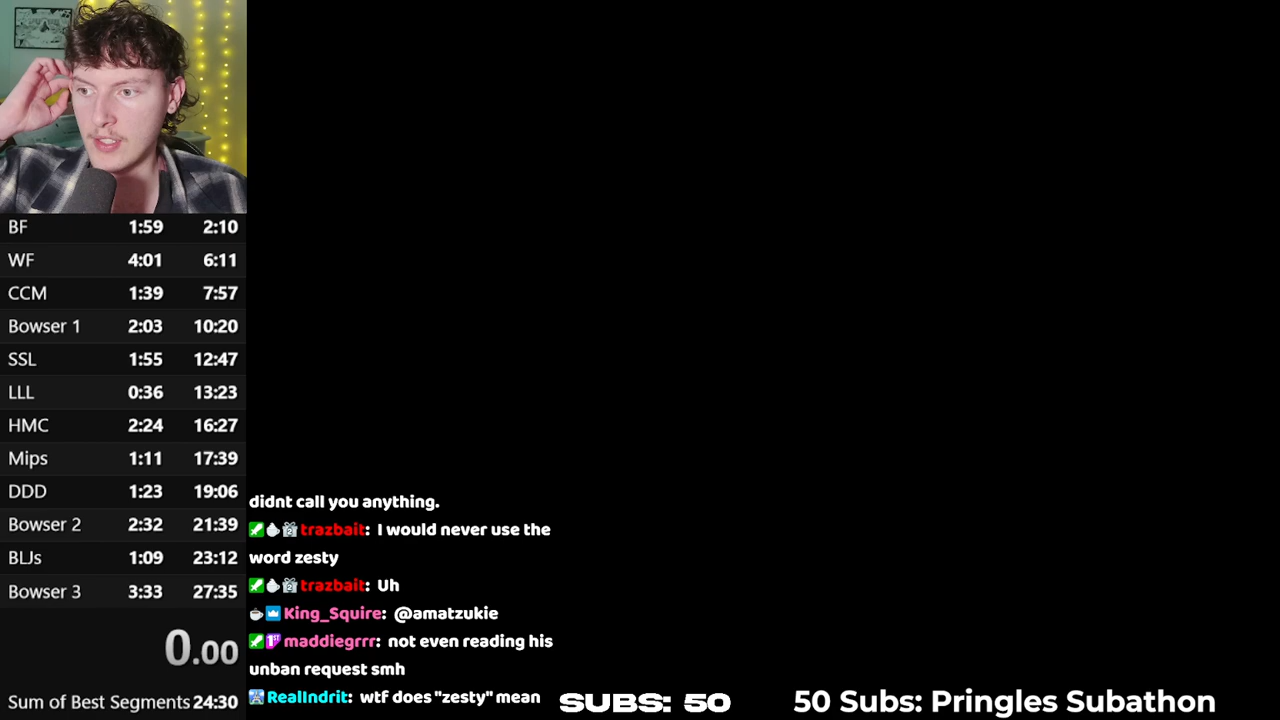 BF 1:59 2:10
WF 4:01 6:11
CCM 1:39 7:57
Bowser 1 2:03 10:20
SSL 1:55 12:47
LLL 0:36 13:23
HMC 2:24 16:27
Mips 1:11 17:39
DDD 1:23 19:06
Bowser 2 2:32 21:39
BLJs 1:09 23:12
Bowser 3 3:33 27:35
0.00
Sum of Best Segments 24:30
didnt call you anything.
trazbait: I would never use the
word zesty
trazbait: Uh
King_Squire: @amatzukie
maddiegrrr: not even reading his
unban request smh
RealIndrit: wtf does "zesty" mean
SUBS: 50
50 Subs: Pringles Subathon